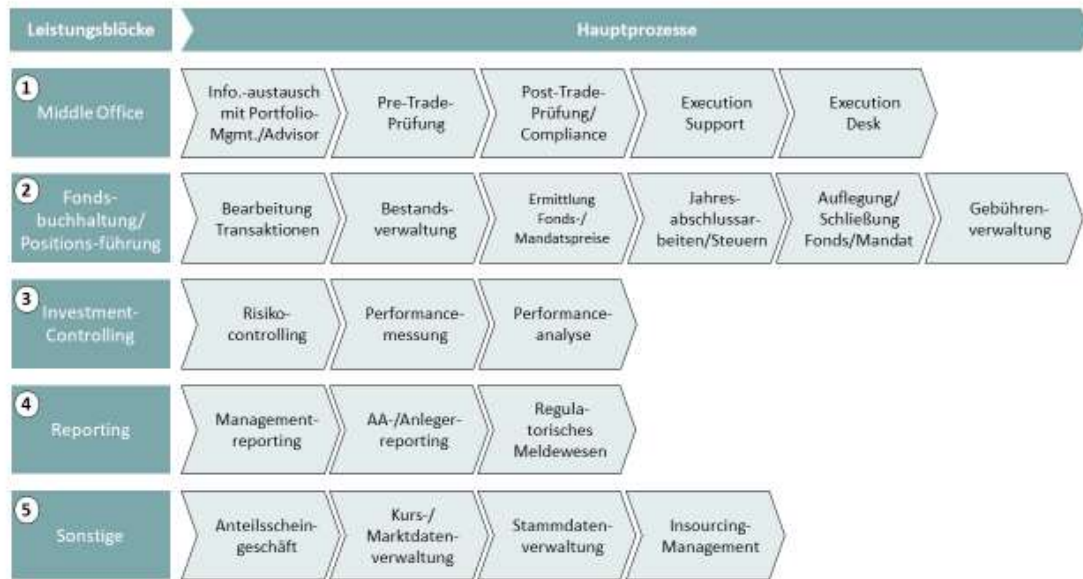 Leistungsblöcke
Hauptprozesse
1
Middle Office
Info.-austausch
mit Portfolio-
Mgmt./Advisor
Pre-Trade-
Prüfung
Post-Trade-
Prüfung/
Compliance
Execution
Support
Execution
Desk
2
Fonds-
buchhaltung/
Positions-führung
Bearbeitung
Transaktionen
Bestands-
verwaltung
Ermittlung
Fonds-/
Mandatspreise
Jahres-
abschlussar-
beiten/Steuern
Auflegung/
Schließung
Fonds/Mandat
Gebühren-
verwaltung
3
Investment-
Controlling
Risiko-
controlling
Performance-
messung
Performance-
analyse
4
Reporting
Management-
reporting
AA-/Anleger-
reporting
Regula-
torisches
Meldewesen
5
Sonstige
Anteilsschein-
geschäft
Kurs-/
Marktdaten-
verwaltung
Stammdaten-
verwaltung
Insourcing-
Management